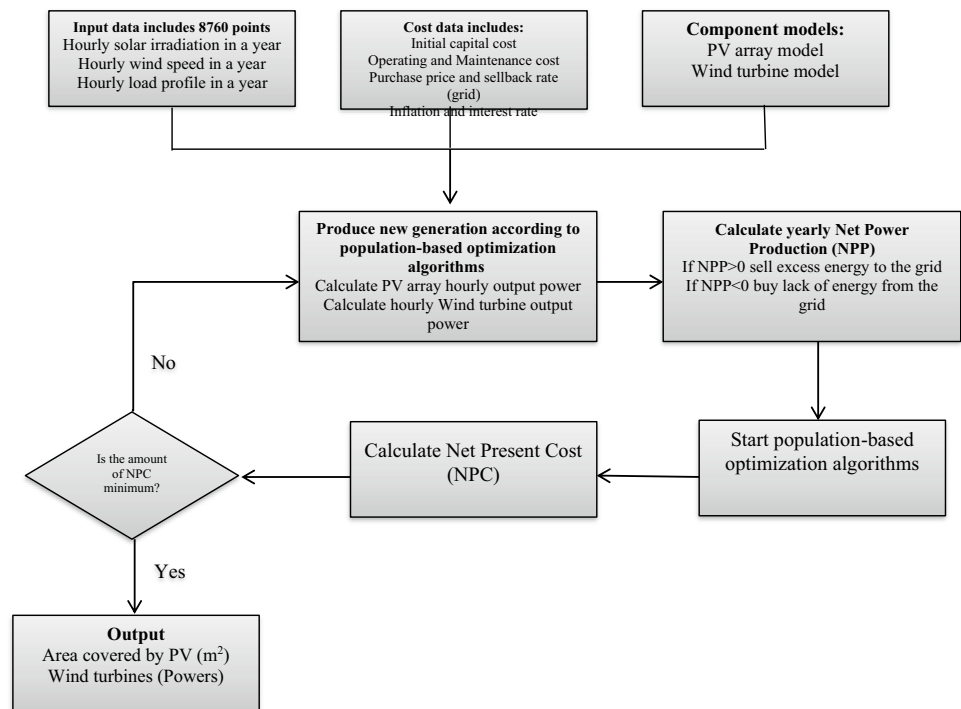 Input data includes 8760 points
Hourly solar irradiation in a year
Hourly wind speed in a year
Hourly load profile in a year
Cost data includes:
Initial capital cost
Operating and Maintenance cost
Purchase price and sellback rate
(grid)
Inflation and interest rate
Component models:
PV array model
Wind turbine model
Produce new generation according to
population-based optimization
algorithms
Calculate PV array hourly output power
Calculate hourly Wind turbine output
power
Calculate yearly Net Power
Production (NPP)
If NPP>0 sell excess energy to the grid
If NPP<0 buy lack of energy from the
grid
No
Is the amount
of NPC
minimum?
Calculate Net Present Cost
(NPC)
Start population-based
optimization algorithms
Yes
Output
Area covered by PV (m²)
Wind turbines (Powers)